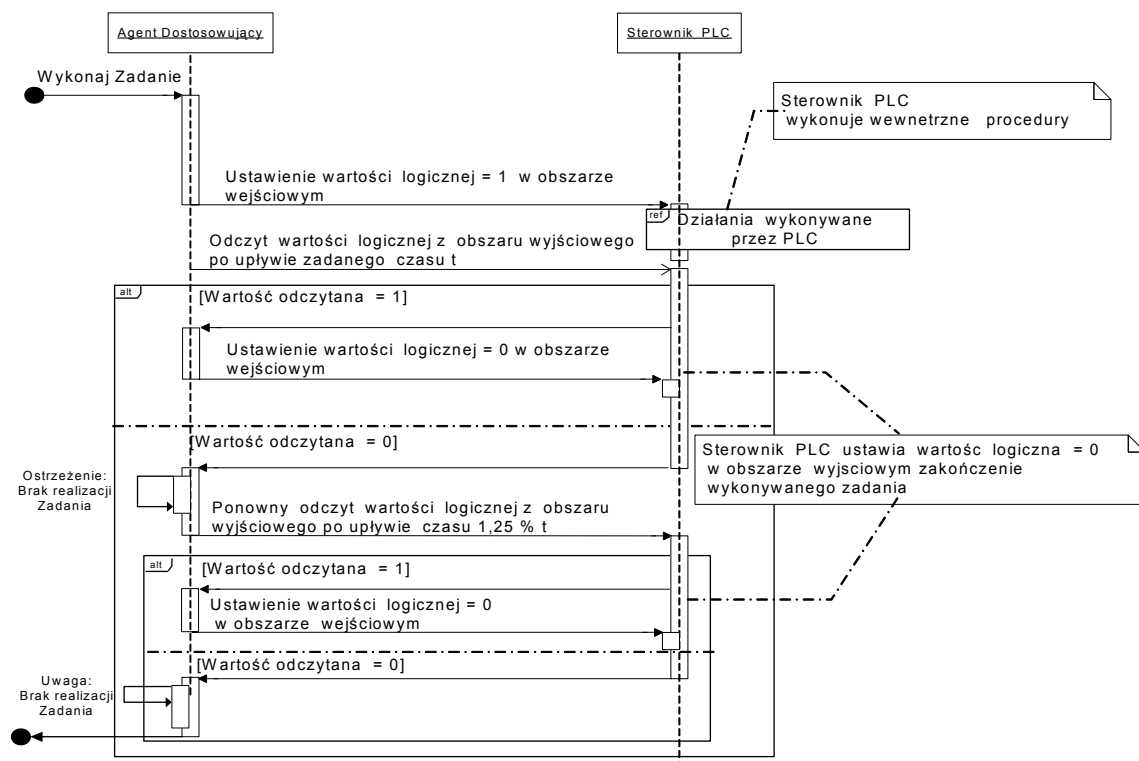 Agent Dostosowujący
Sterownik PLC
Wykonaj Zadanie
Sterownik PLC
wykonuje wewnetrzne procedury
Ustawienie wartości logicznej = 1 w obszarze
wejściowym
ref
Działania wykonywane
przez PLC
Odczyt wartości logicznej z obszaru wyjściowego
po upływie zadanego czasu t
alt
[Wartość odczytana = 1]
Ustawienie wartości logicznej = 0 w obszarze
wejściowym
[Wartość odczytana = 0]
Sterownik PLC ustawia wartośc logiczna = 0
w obszarze wyjsciowym zakończenie
wykonywanego zadania
Ostrzeżenie:
Brak realizacji
Zadania
Ponowny odczyt wartości logicznej z obszaru
wyjściowego po upływie czasu 1,25 % t
alt
[Wartość odczytana = 1]
Ustawienie wartości logicznej = 0
w obszarze wejściowym
[Wartość odczytana = 0]
Uwaga:
Brak realizacji
Zadania